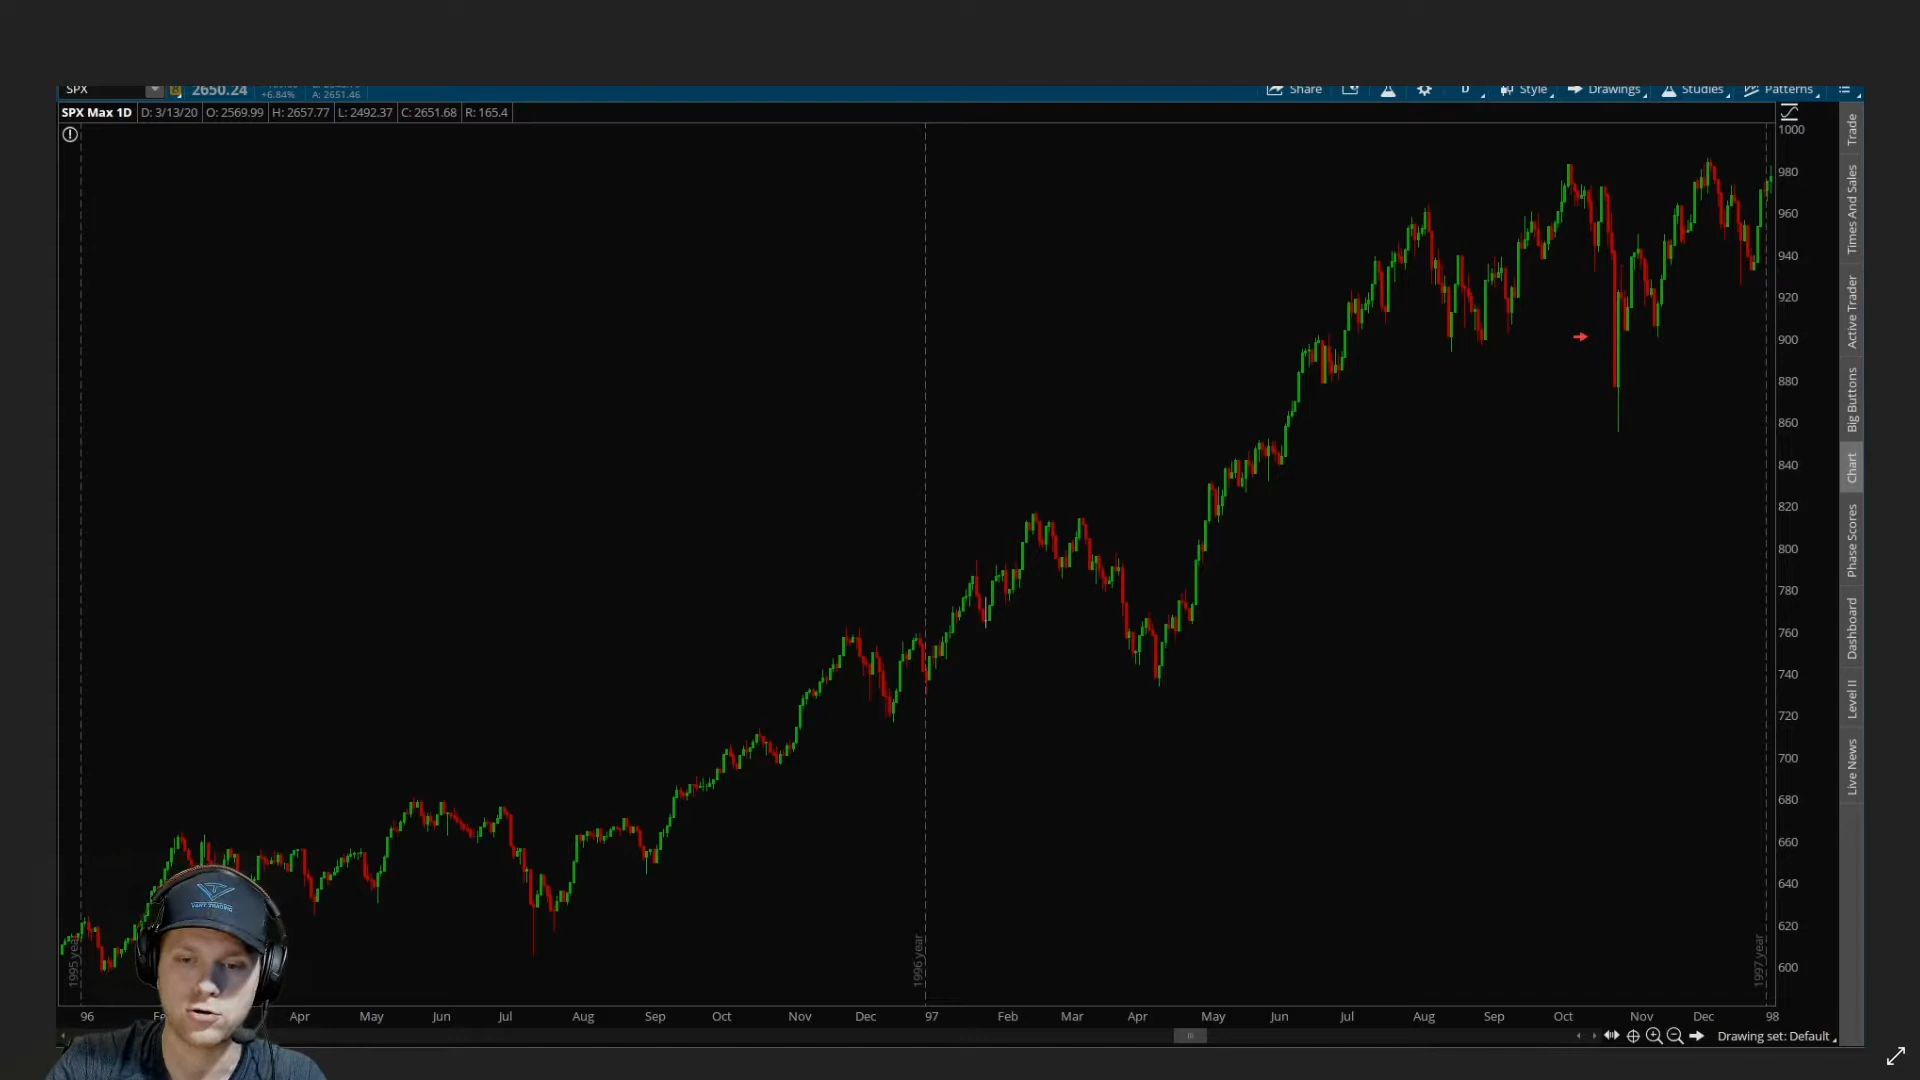 SPX 2650.24 +6.84% A: 2651.46 Share D Style Drawings Studies Patterns
SPX Max 1D D: 3/13/20 O: 2569.99 H: 2657.77 L: 2492.37 C: 2651.68 R: 165.4
1000
980
960
940
920
900
880
860
840
820
800
780
760
740
720
700
680
660
640
620
600
Trade
Times And Sales
Active Trader
Big Buttons
Chart
Phase Scores
Dashboard
Level II
Live News
1995 year
1996 year
1997 year
96 Apr May Jun Jul Aug Sep Oct Nov Dec 97 Feb Mar Apr May Jun Jul Aug Sep Oct Nov Dec 98
Drawing set: Default